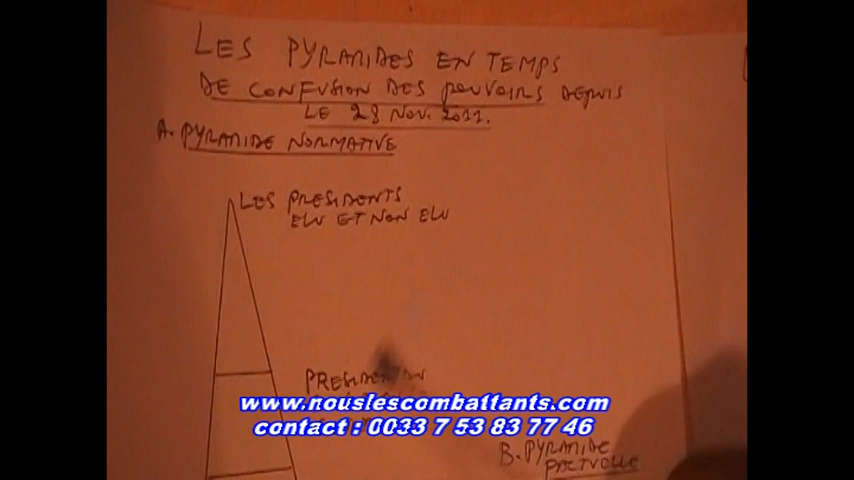 LES PYRAMIDES EN TEMPS
DE CONFUSION DES POUVOIRS DEPUIS
LE 28 NOV. 2011.
A. PYRAMIDE NORMATIVE
LES PRESIDENTS
ELU ET NON ELU
www.nouslescombattants.com
contact : 0033 7 53 83 77 46
B. PYRAMIDE